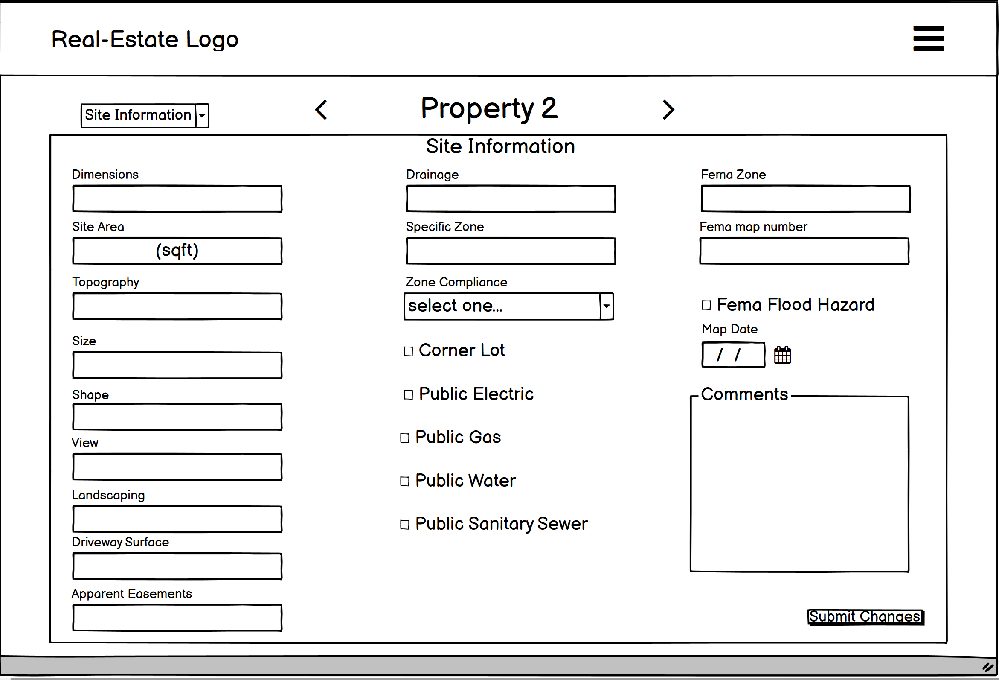 Real-Estate Logo
Site Information
Property 2
Site Information
Dimensions
Site Area
(sqft)
Topography
Size
Shape
View
Landscaping
Driveway Surface
Apparent Easements
Drainage
Specific Zone
Zone Compliance
select one...
Corner Lot
Public Electric
Public Gas
Public Water
Public Sanitary Sewer
Fema Zone
Fema map number
Fema Flood Hazard
Map Date
/ /
Comments
Submit Changes